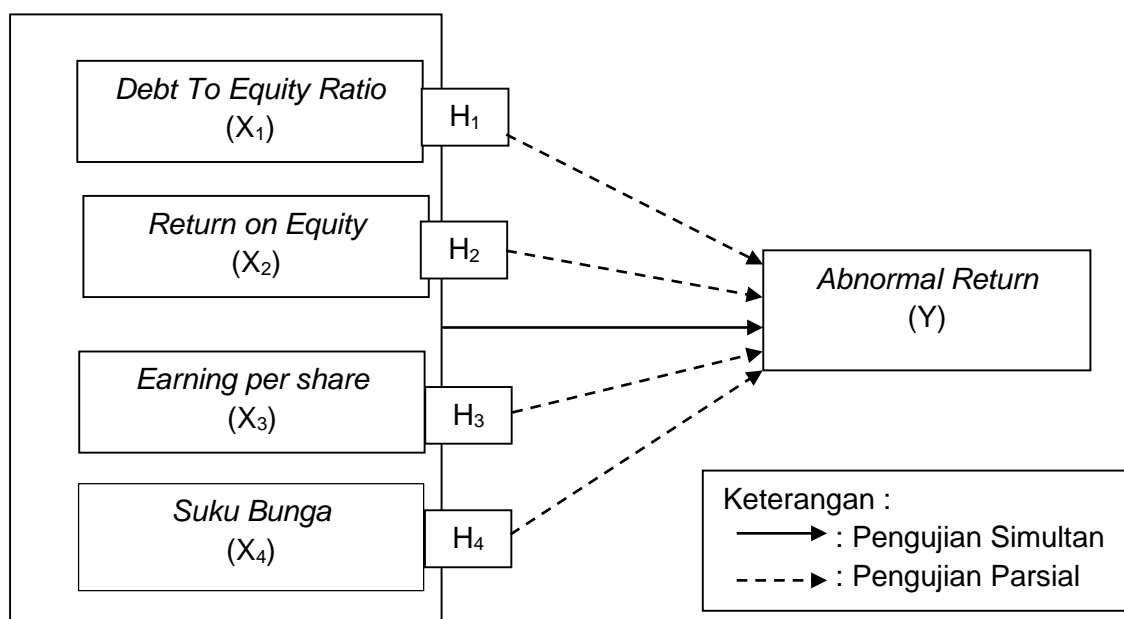 Debt To Equity Ratio
(X₁)
H₁
Return on Equity
(X₂)
H₂
Abnormal Return
(Y)
Earning per share
(X₃)
H₃
Suku Bunga
(X₄)
H₄
Keterangan :
: Pengujian Simultan
: Pengujian Parsial